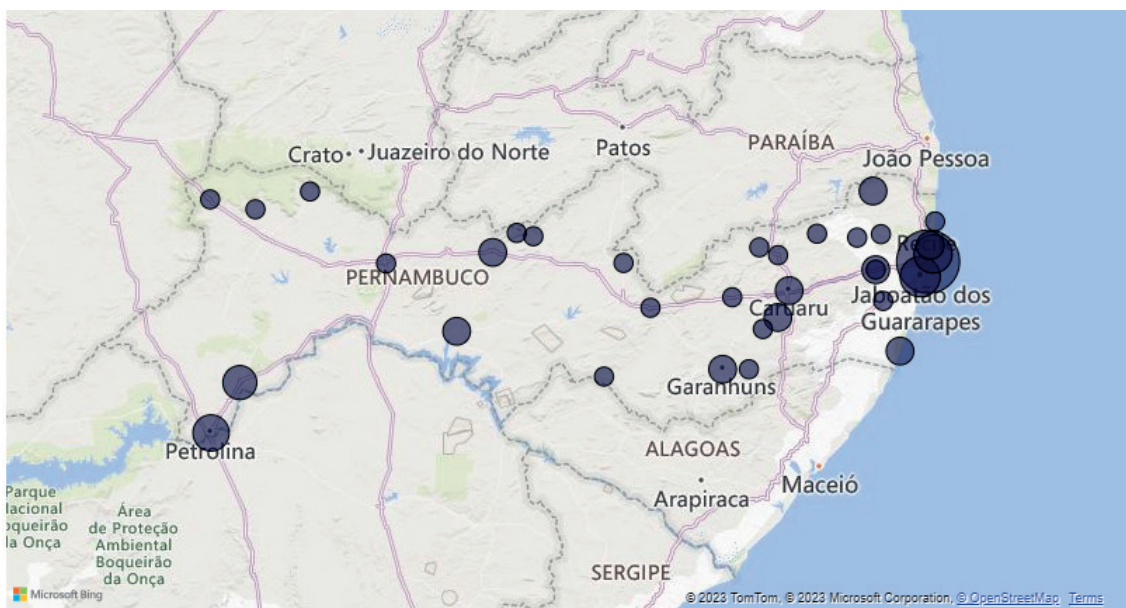 Crato
Juazeiro do Norte
Patos
PARAÍBA
João Pessoa
Recife
PERNAMBUCO
Jaboatão dos
Guararapes
Caruaru
Garanhuns
Petrolina
ALAGOAS
Maceió
Arapiraca
Parque
Nacional
Boqueirão
da Onça
Área
de Proteção
Ambiental
Boqueirão
da Onça
SERGIPE
Microsoft Bing
© 2023 TomTom, © 2023 Microsoft Corporation, © OpenStreetMap Terms